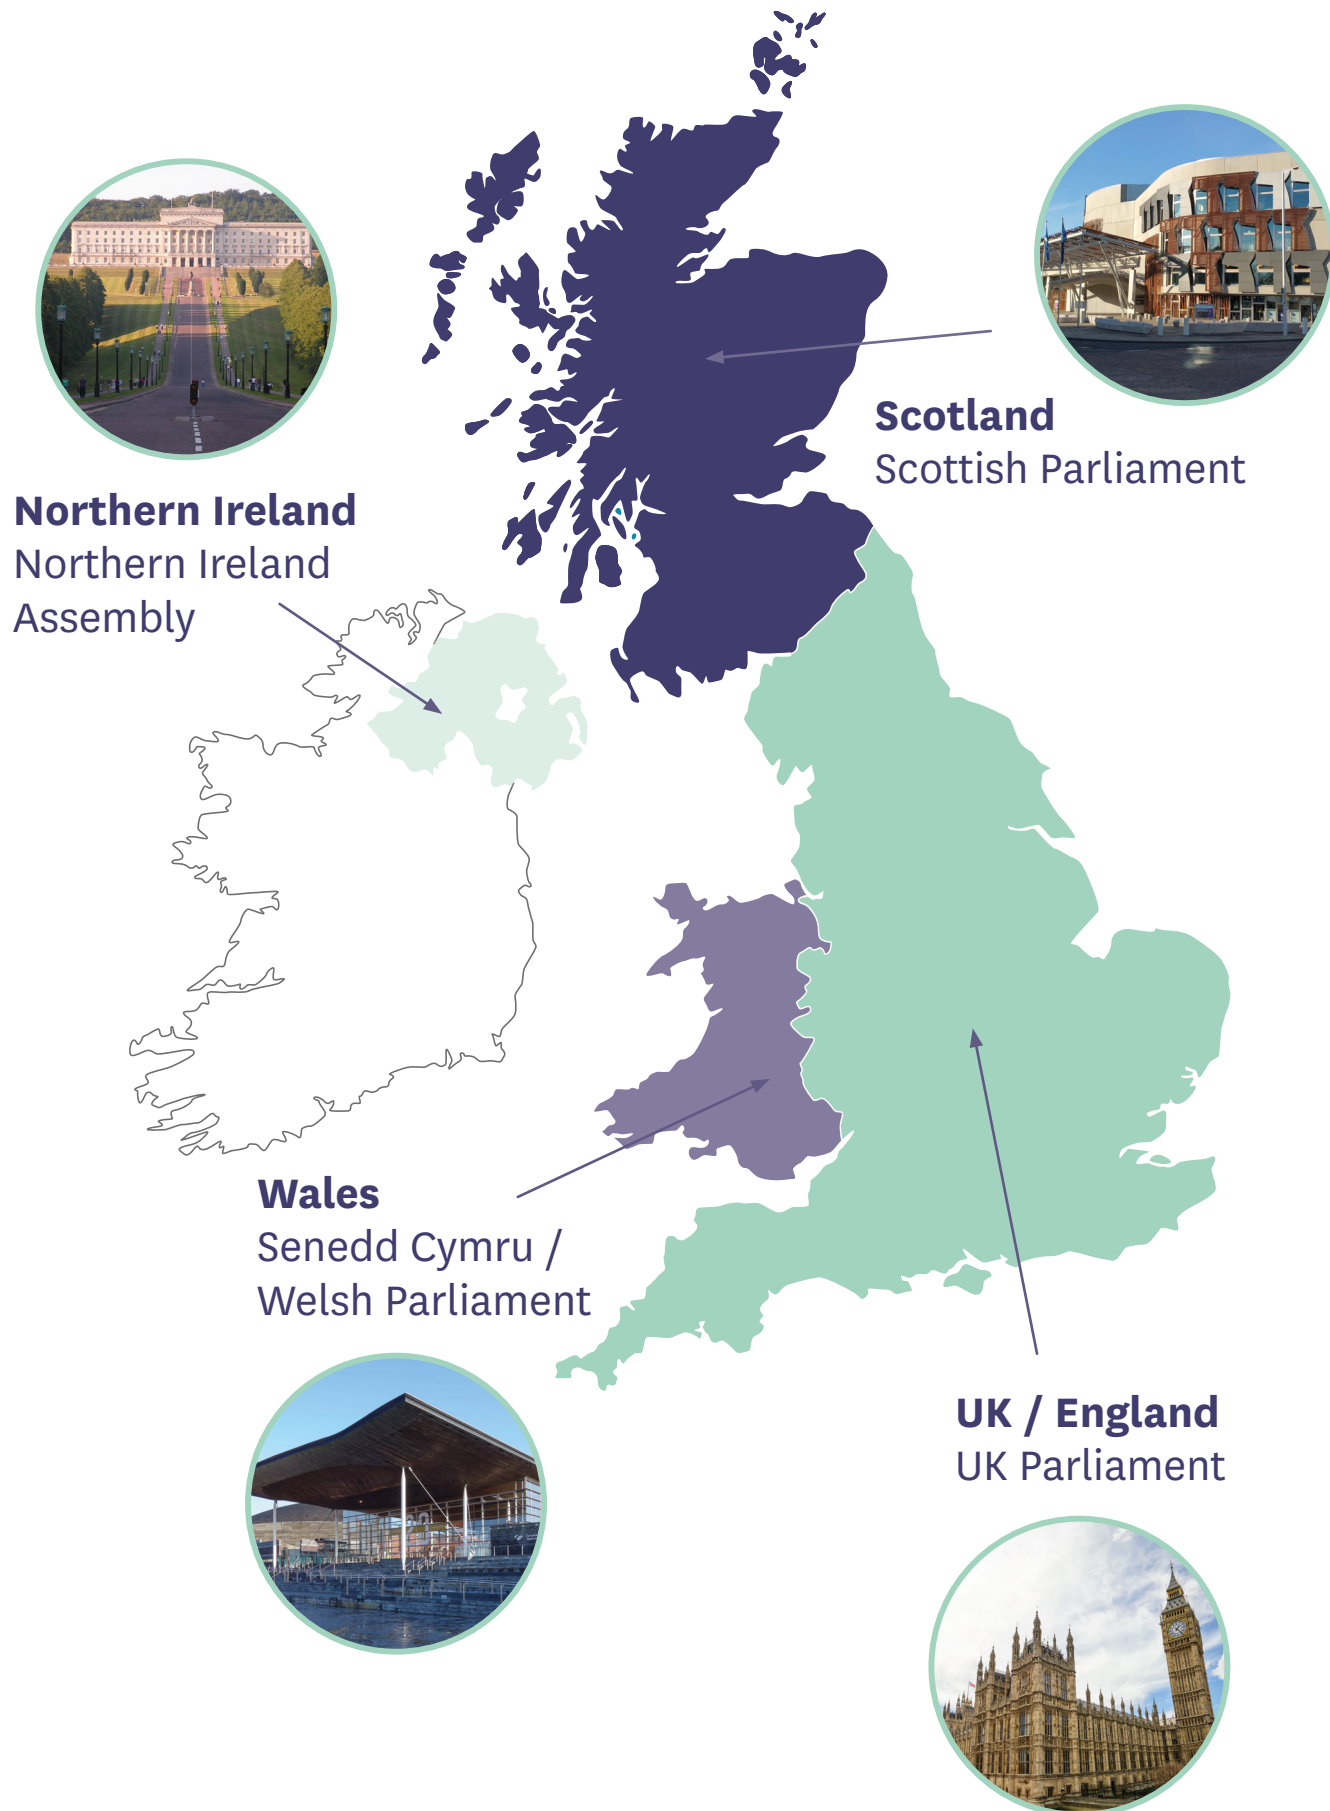 Scotland
Scottish Parliament
Northern Ireland
Northern Ireland
Assembly
Wales
Senedd Cymru /
Welsh Parliament
UK / England
UK Parliament